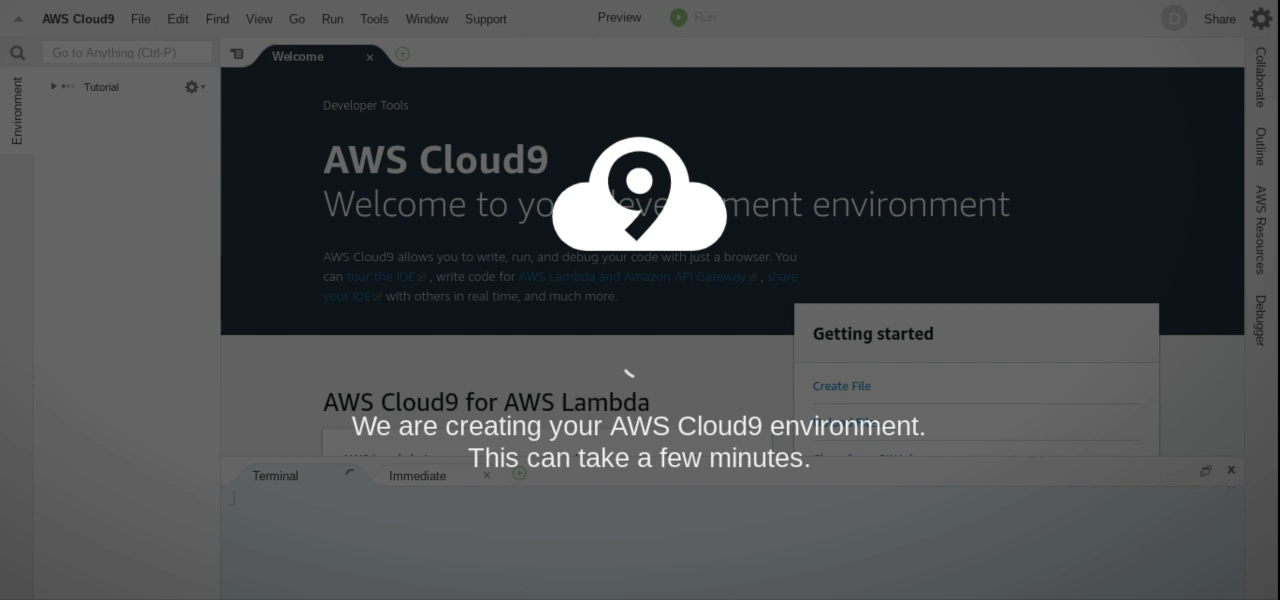 AWS Cloud9 File Edit Find View Go Run Tools Window Support Preview Run D Share
Go to Anything (Ctrl-P)
Welcome
Environment
Tutorial
Collaborate
Outline
AWS Resources
Debugger
Developer Tools
AWS Cloud9
9
Welcome to your development environment
AWS Cloud9 allows you to write, run, and debug your code with just a browser. You
can tour the IDE , write code for AWS Lambda and Amazon API Gateway , share
your IDE with others in real time, and much more.
Getting started
Create File
AWS Cloud9 for AWS Lambda
We are creating your AWS Cloud9 environment.
This can take a few minutes.
Terminal Immediate